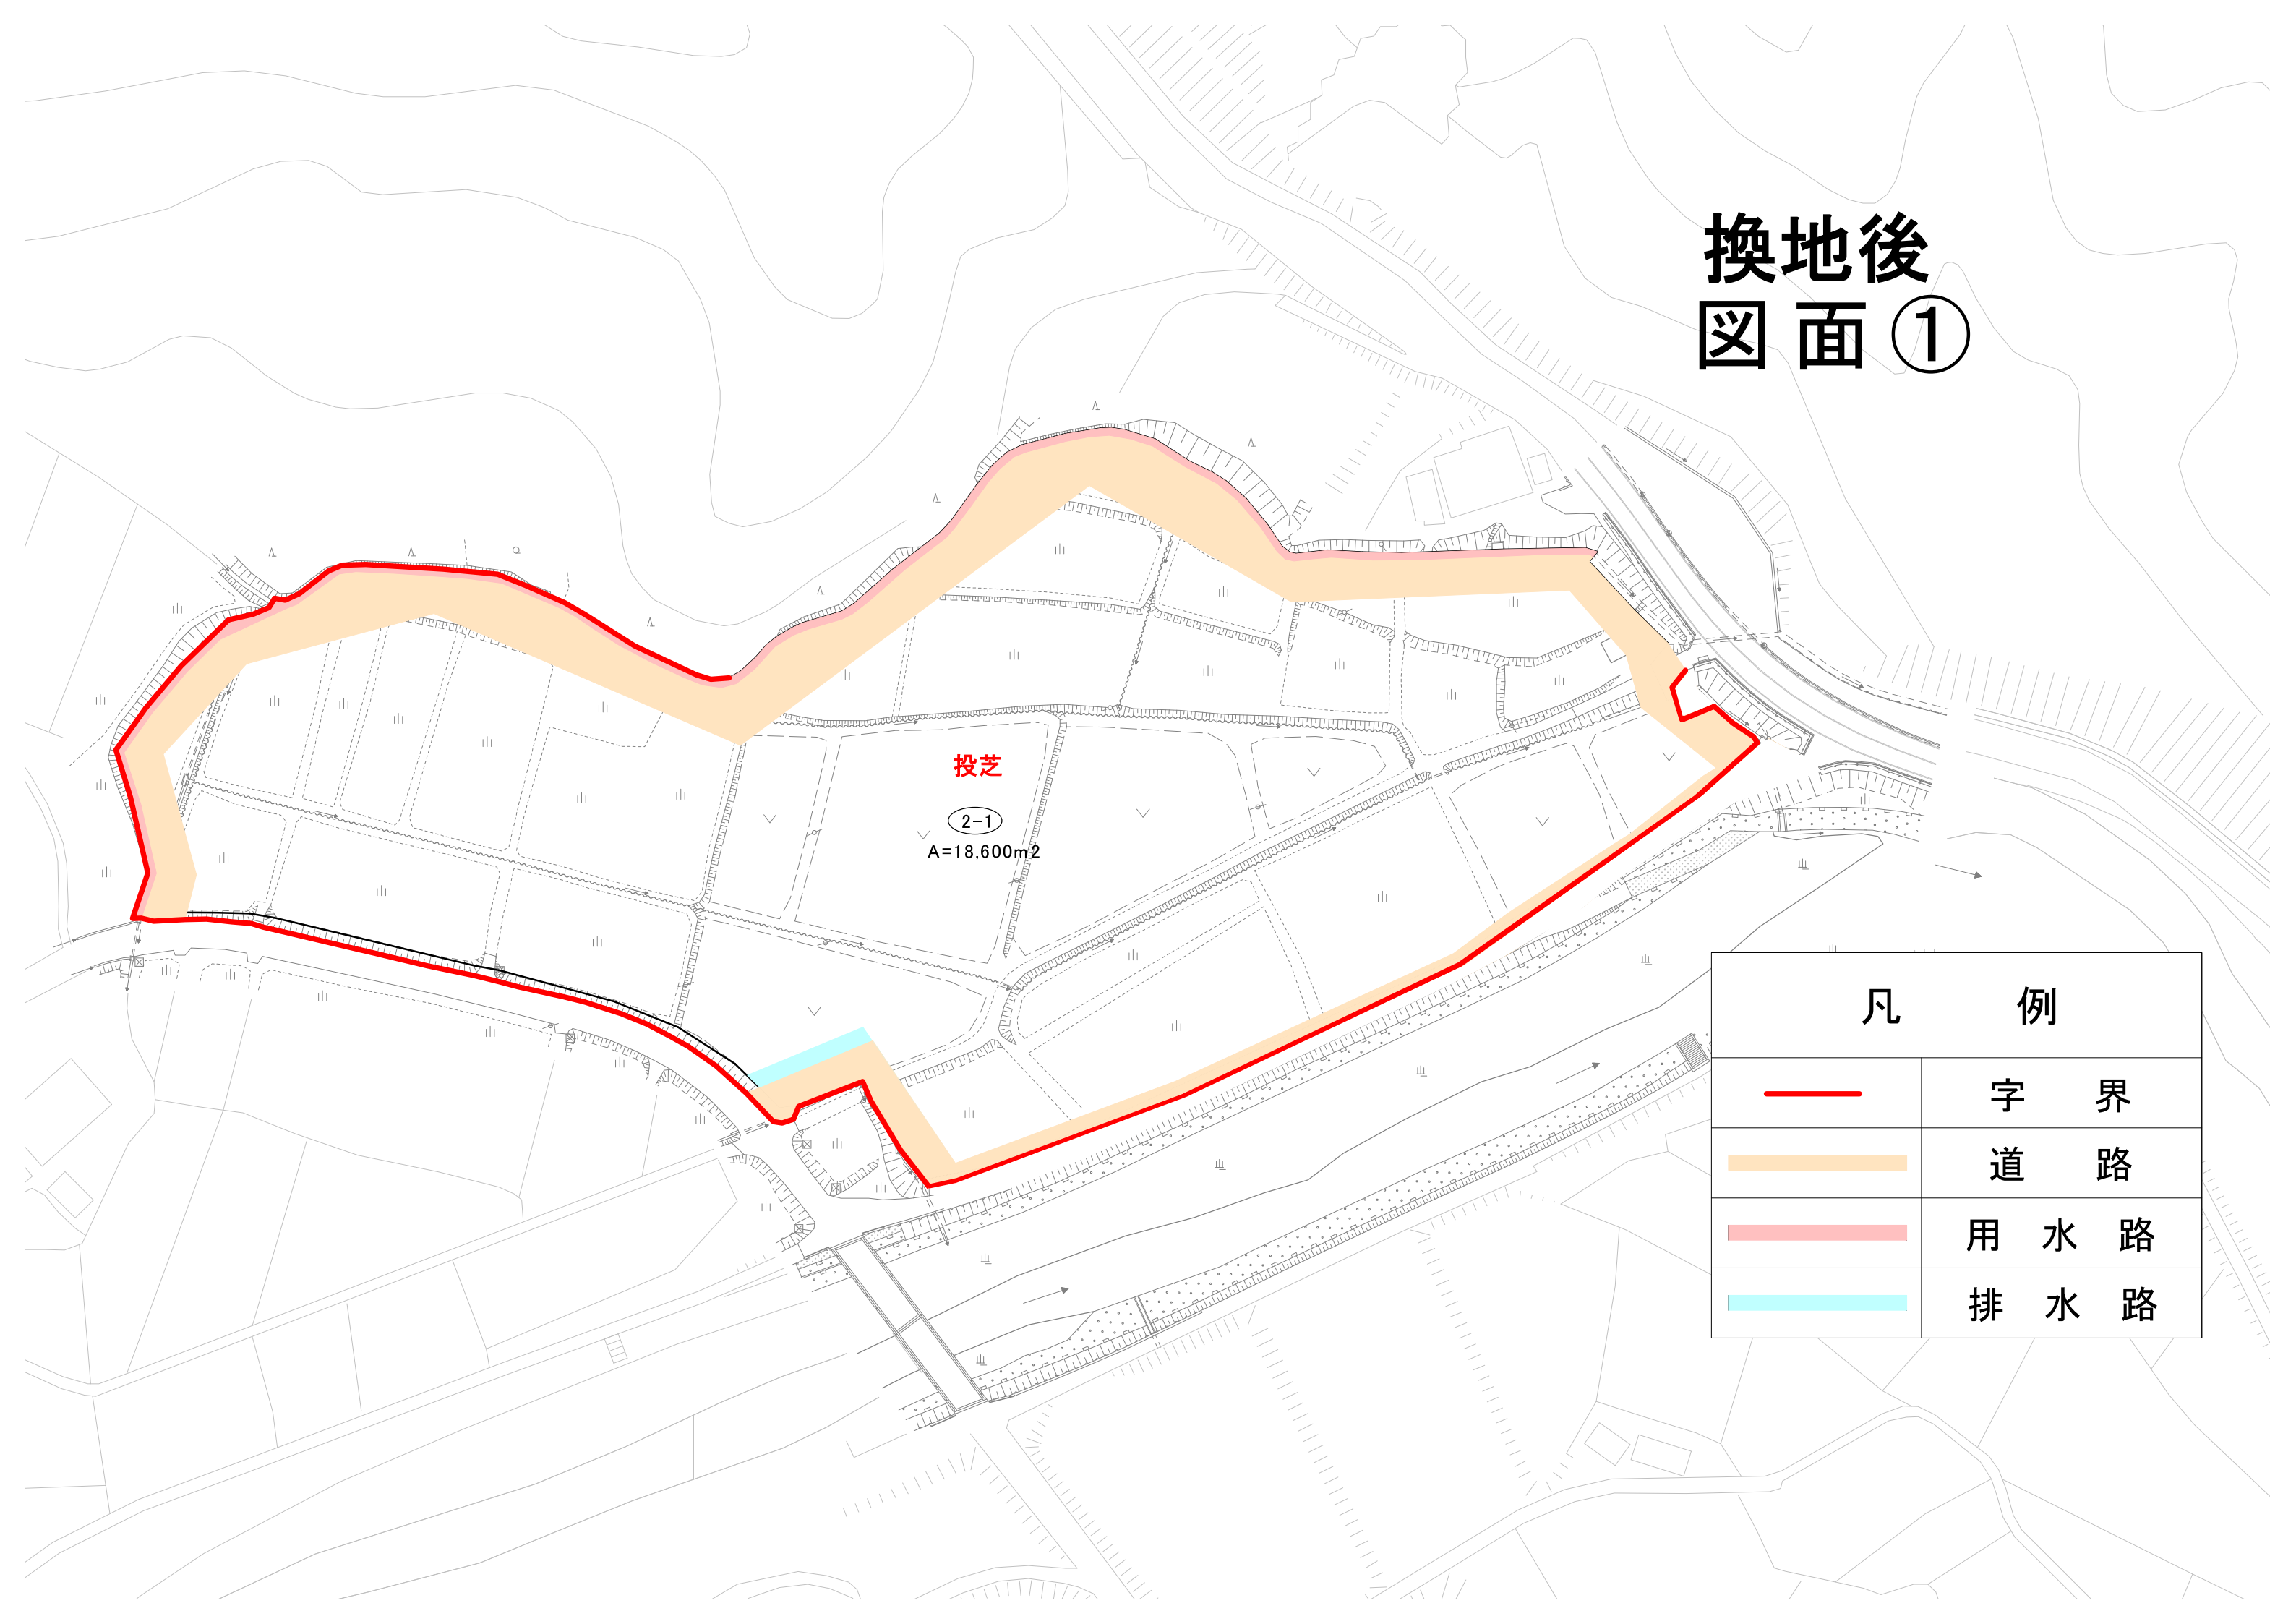 換地後
図面①
投芝
2-1
A=18,600m2
凡例
字界
道路
用水路
排水路